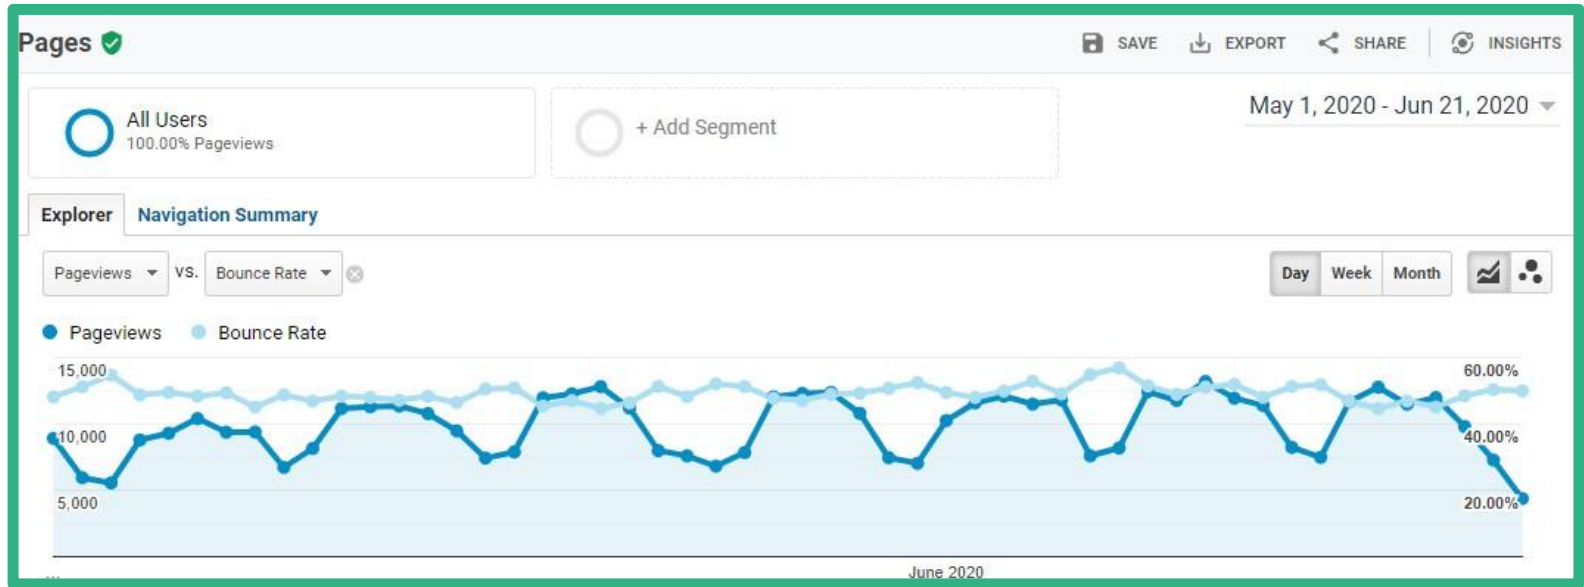 Pages
SAVE EXPORT SHARE INSIGHTS
All Users
100.00% Pageviews
+ Add Segment
May 1, 2020 - Jun 21, 2020
Explorer Navigation Summary
Pageviews VS. Bounce Rate
Day Week Month
Pageviews Bounce Rate
15,000 60.00%
10,000 40.00%
5,000 20.00%
... June 2020